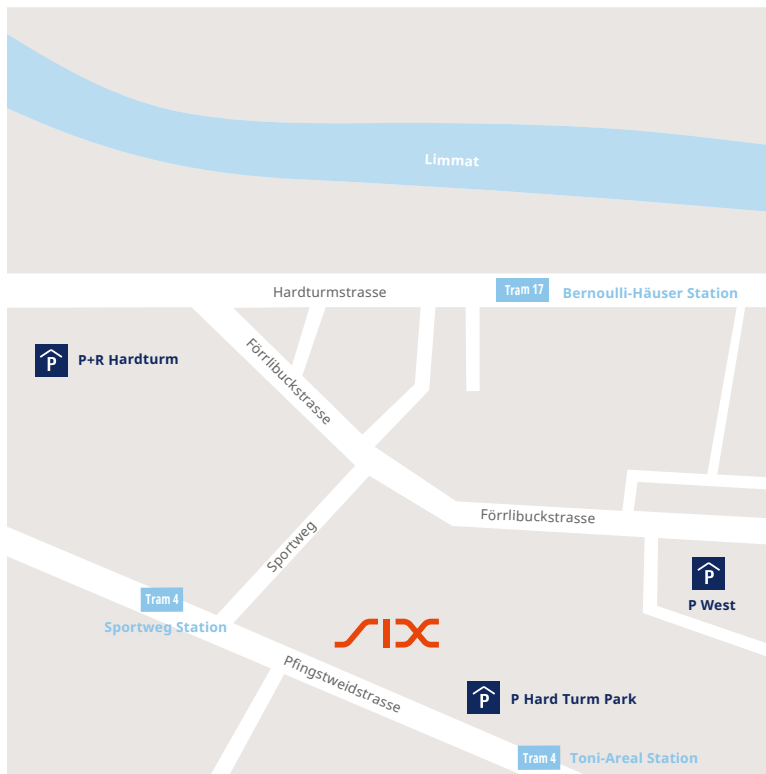 Limmat
Hardturmstrasse
Tram 17
Bernoulli-Häuser Station
Förrlibuckstrasse
P
P+R Hardturm
Förrlibuckstrasse
Sportweg
P
P West
Tram 4
Sportweg Station
SIX
Pfingstweidstrasse
P
P Hard Turm Park
Tram 4
Toni-Areal Station